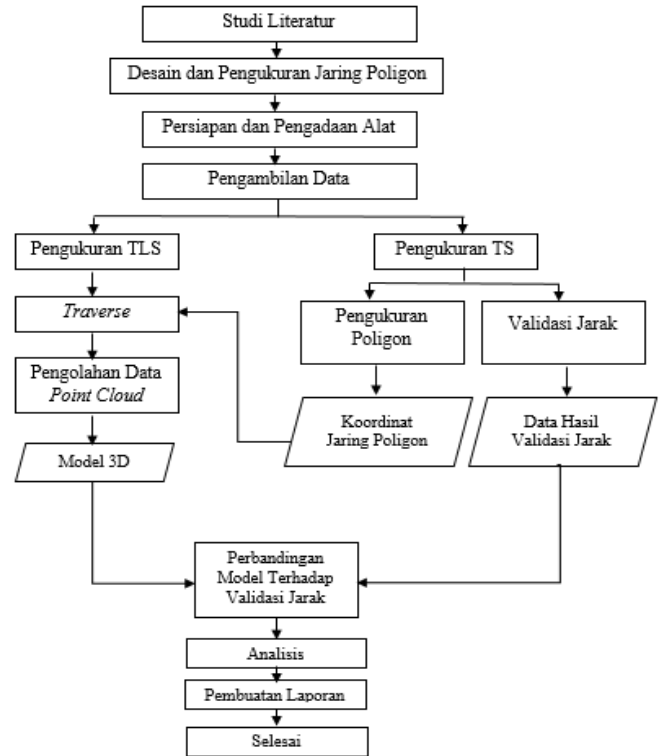 Studi Literatur
Desain dan Pengukuran Jaring Poligon
Persiapan dan Pengadaan Alat
Pengambilan Data
Pengukuran TLS
Pengukuran TS
Traverse
Pengukuran
Poligon
Validasi Jarak
Pengolahan Data
Point Cloud
Koordinat
Jaring Poligon
Data Hasil
Validasi Jarak
Model 3D
Perbandingan
Model Terhadap
Validasi Jarak
Analisis
Pembuatan Laporan
Selesai